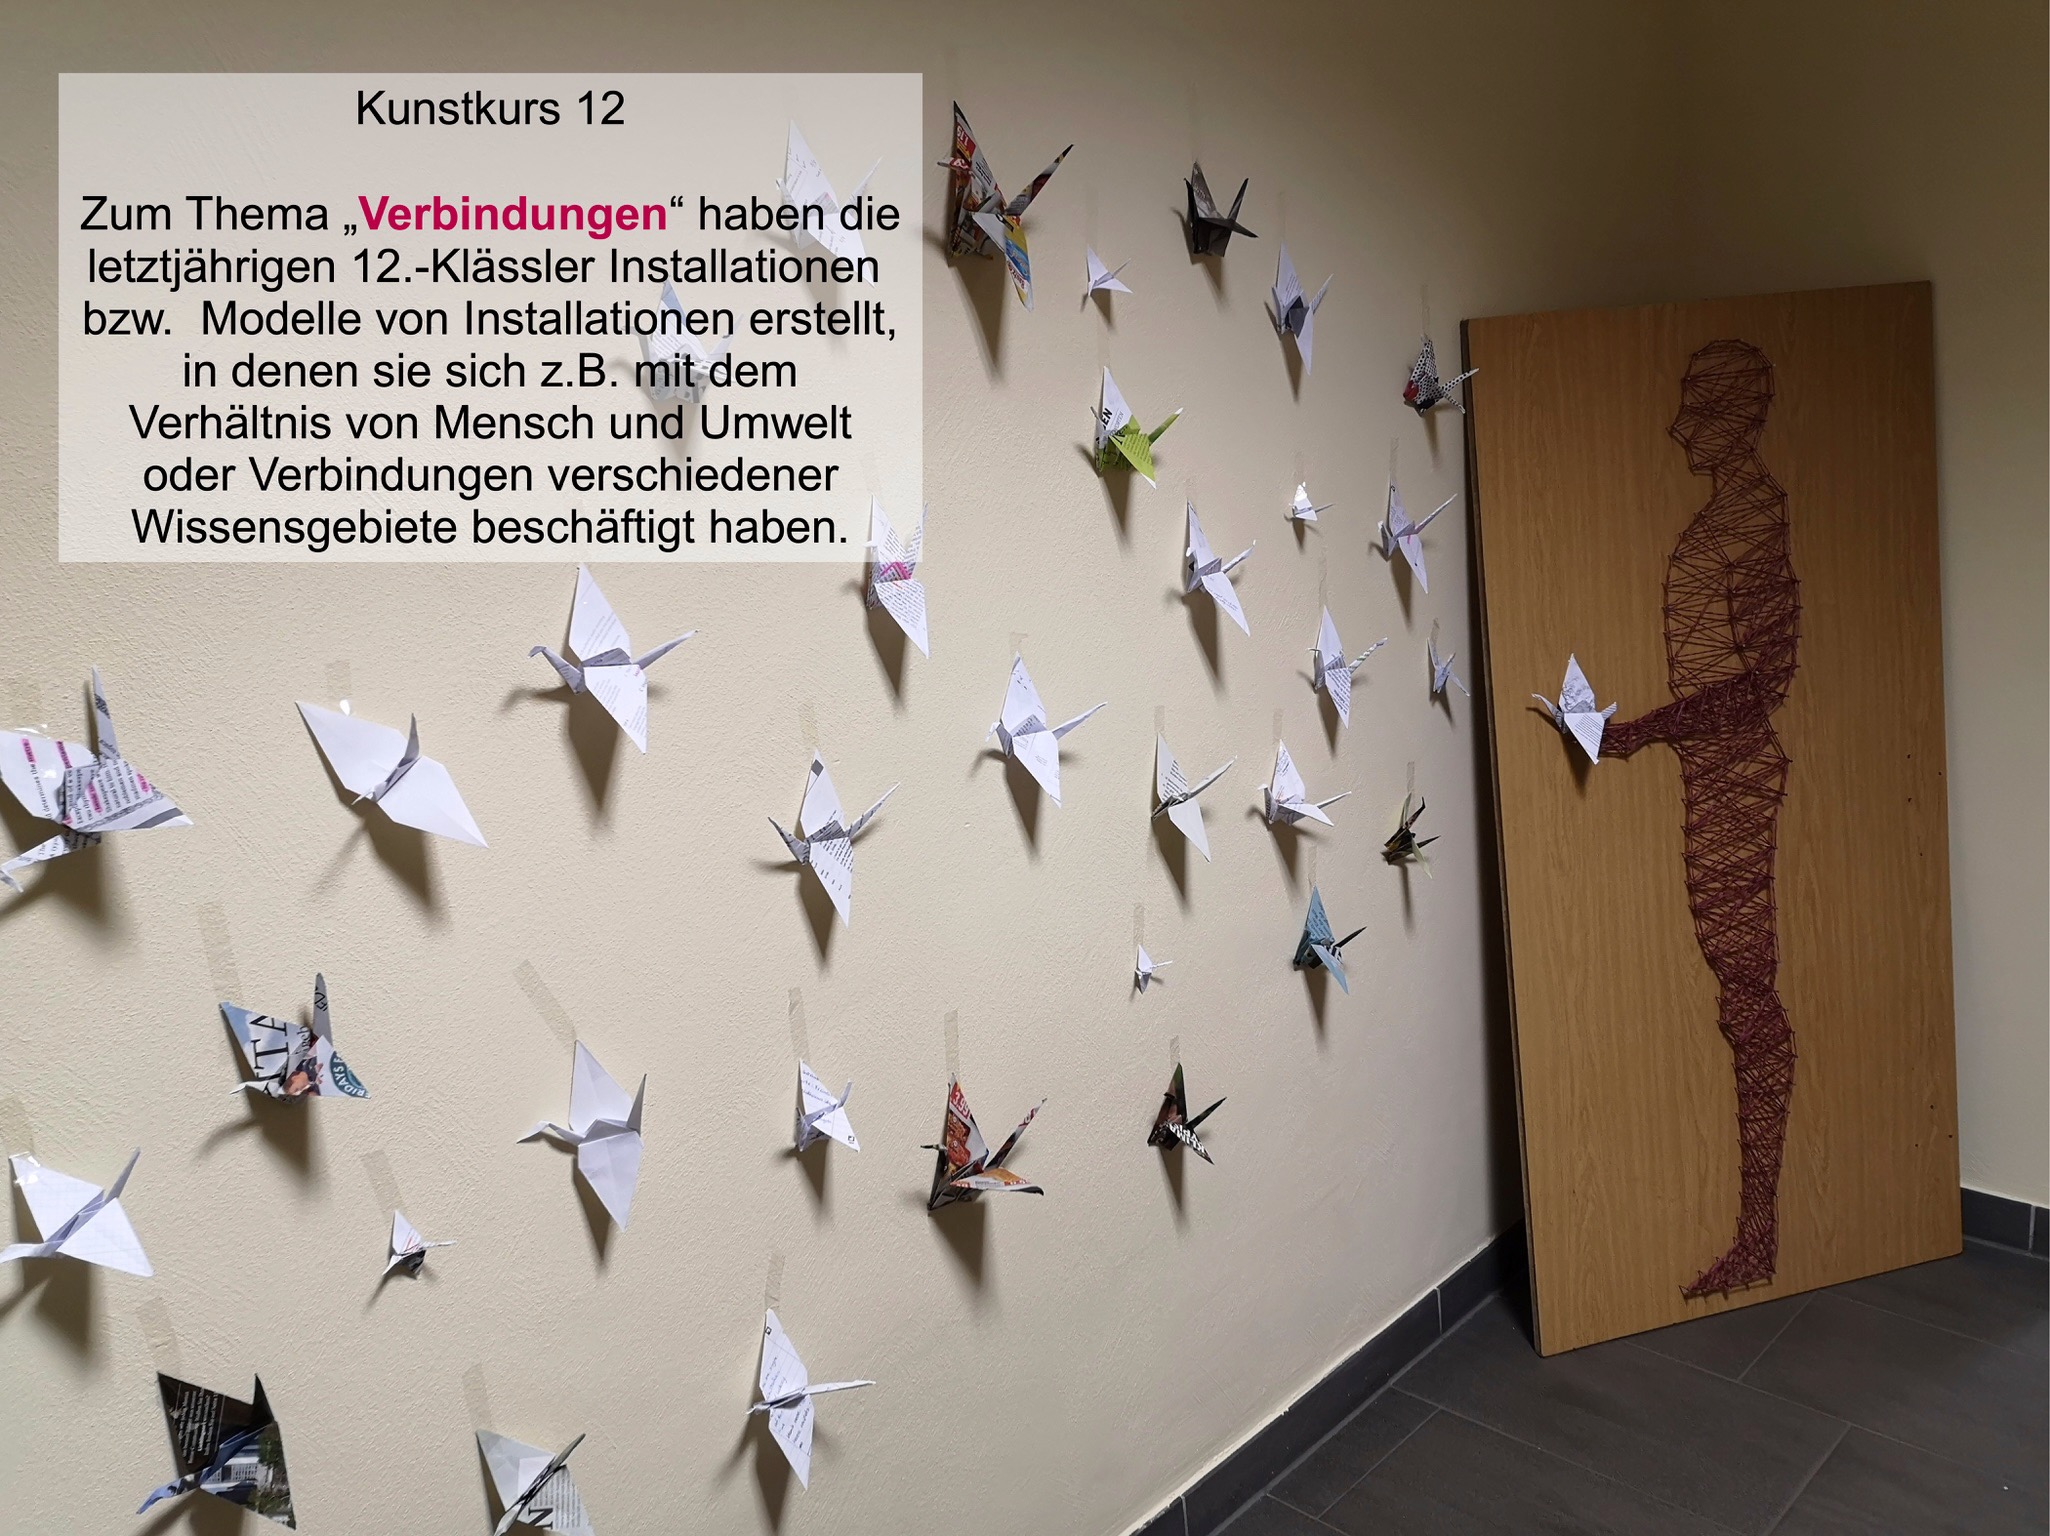 Kunstkurs 12
Zum Thema „Verbindungen“ haben die
letztjährigen 12.-Klässler Installationen
bzw. Modelle von Installationen erstellt,
in denen sie sich z.B. mit dem
Verhältnis von Mensch und Umwelt
oder Verbindungen verschiedener
Wissensgebiete beschäftigt haben.